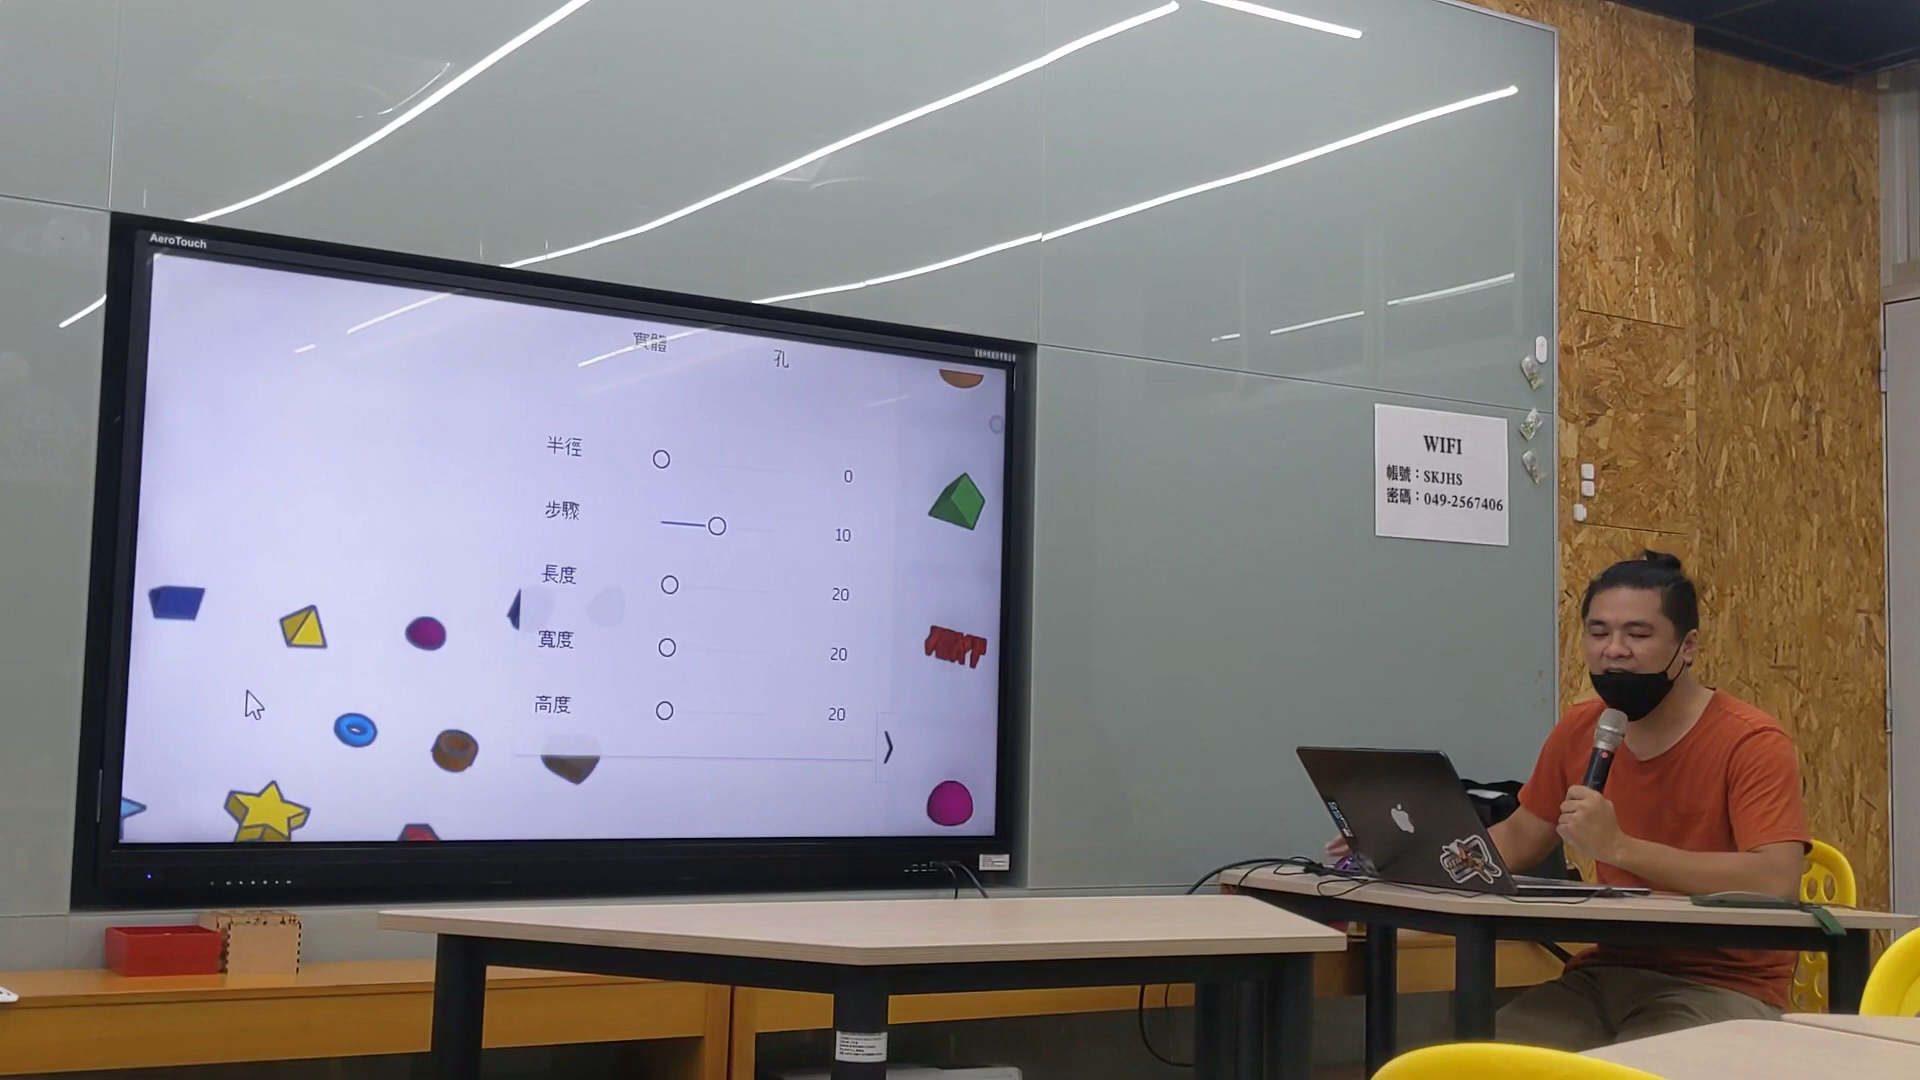 AeroTouch
實體
孔
半徑 0
步驟 10
長度 20
寬度 20
高度 20
TEXT
WIFI
帳號：SKJHS
密碼：049-2567406